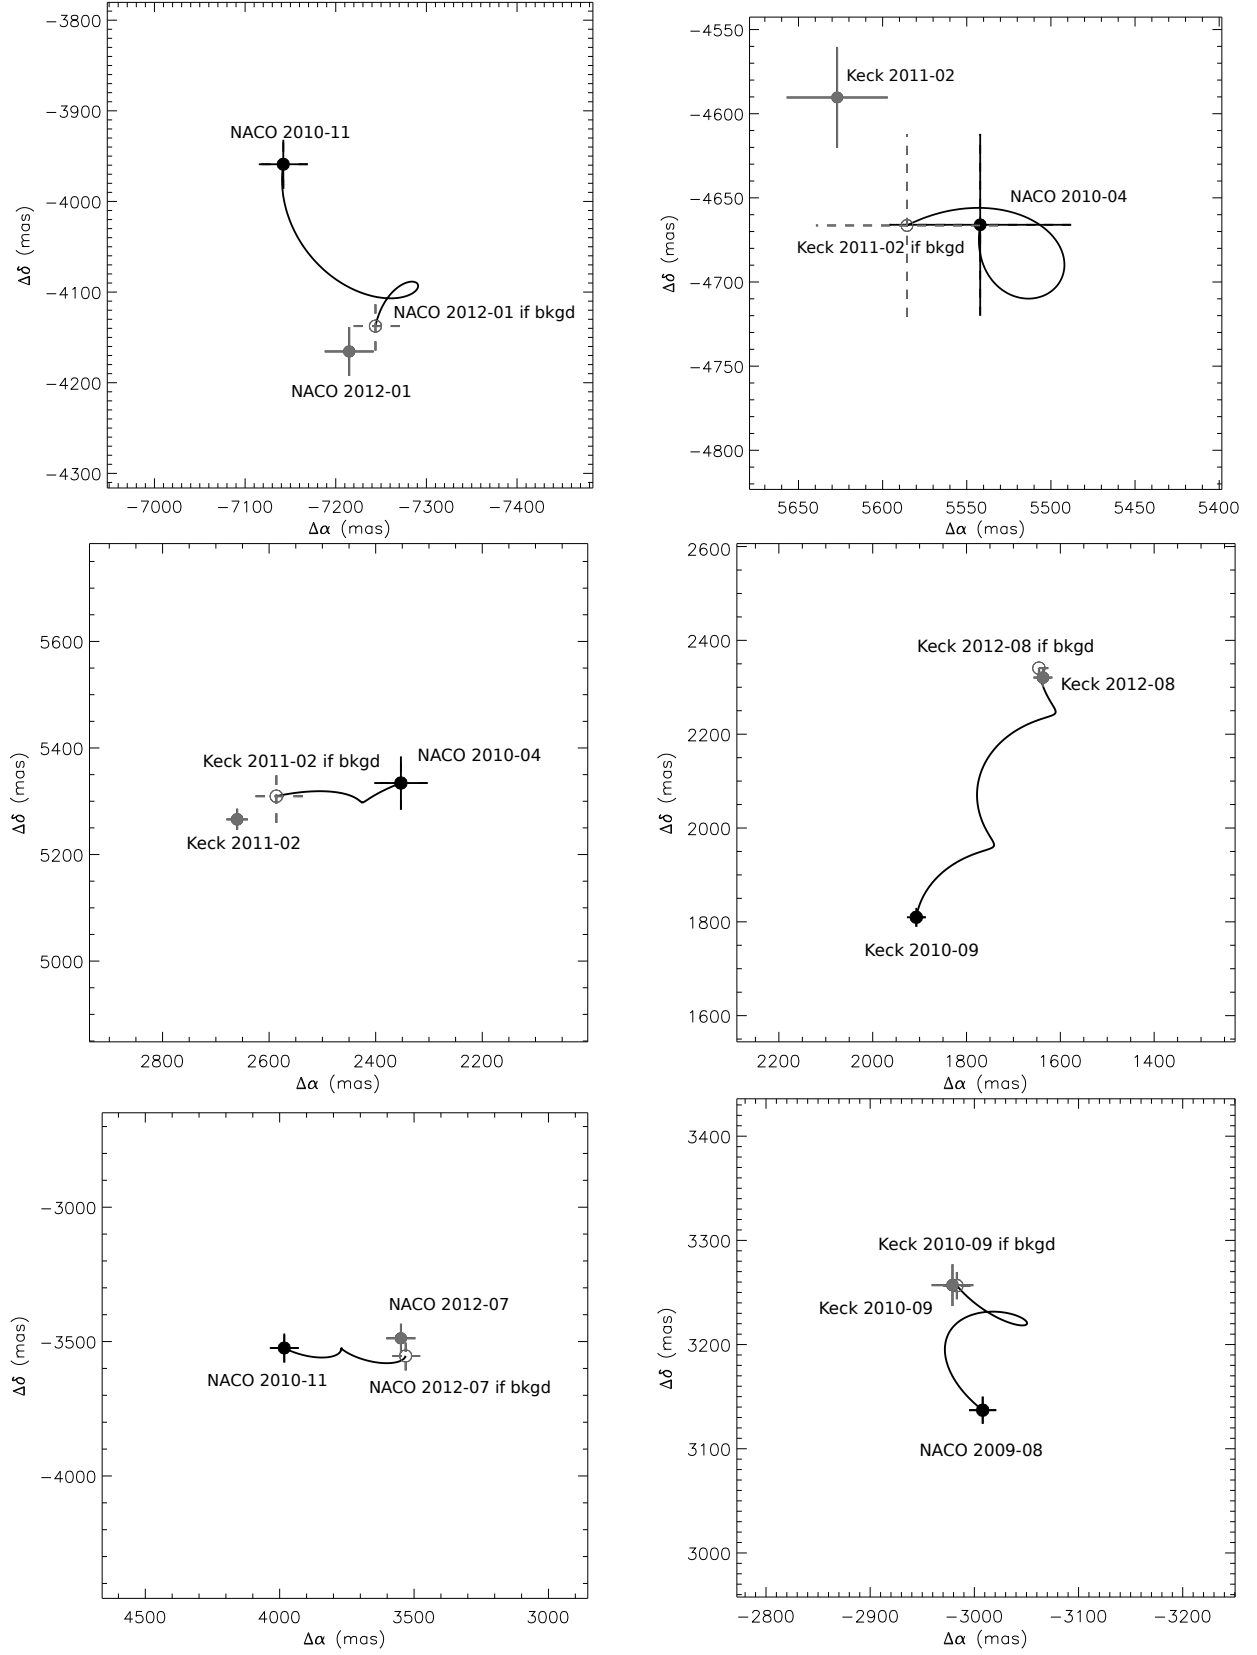 −3800
−3900
−4000
−4100
−4200
−4300
Δδ (mas)
NACO 2010-11
NACO 2012-01 if bkgd
NACO 2012-01
−7000 −7100 −7200 −7300 −7400
Δα (mas)
−4550
−4600
−4650
−4700
−4750
−4800
Δδ (mas)
Keck 2011-02
NACO 2010-04
Keck 2011-02 if bkgd
5650 5600 5550 5500 5450 5400
Δα (mas)
5600
5400
5200
5000
Δδ (mas)
Keck 2011-02 if bkgd
NACO 2010-04
Keck 2011-02
2800 2600 2400 2200
Δα (mas)
2600
2400
2200
2000
1800
1600
Δδ (mas)
Keck 2012-08 if bkgd
Keck 2012-08
Keck 2010-09
2200 2000 1800 1600 1400
Δα (mas)
−3000
−3500
−4000
Δδ (mas)
NACO 2012-07
NACO 2010-11
NACO 2012-07 if bkgd
4500 4000 3500 3000
Δα (mas)
3400
3300
3200
3100
3000
Δδ (mas)
Keck 2010-09 if bkgd
Keck 2010-09
NACO 2009-08
−2800 −2900 −3000 −3100 −3200
Δα (mas)